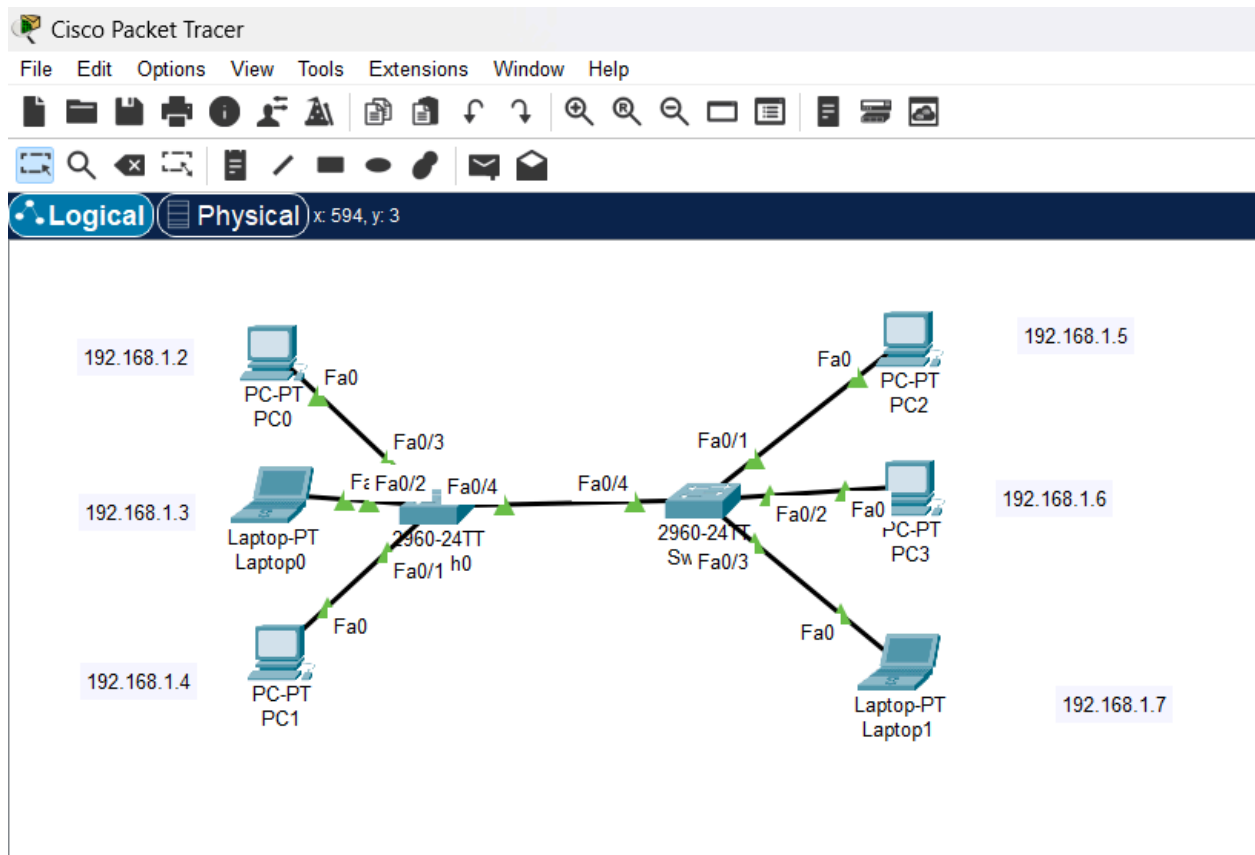 Cisco Packet Tracer
File Edit Options View Tools Extensions Window Help
Logical Physical x: 594, y: 3
192.168.1.2
Fa0
PC-PT
PC0
Fa0/3
192.168.1.3
Fa0/2
Fa0/4
Laptop-PT
Laptop0
2960-24TT
h0
Fa0/1
Fa0
192.168.1.4
PC-PT
PC1
192.168.1.5
Fa0
PC-PT
PC2
Fa0/1
Fa0/4
192.168.1.6
Fa0/2
Fa0
PC-PT
PC3
2960-24TT
Sw
Fa0/3
Fa0
Laptop-PT
Laptop1
192.168.1.7